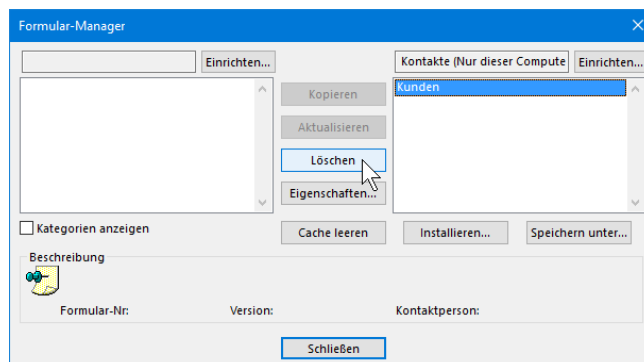 Formular-Manager
Einrichten...
Kontakte (Nur dieser Compute
Einrichten...
Kunden
Kopieren
Aktualisieren
Löschen
Eigenschaften...
Kategorien anzeigen
Cache leeren
Installieren...
Speichern unter...
Beschreibung
Formular-Nr:
Version:
Kontaktperson:
Schließen